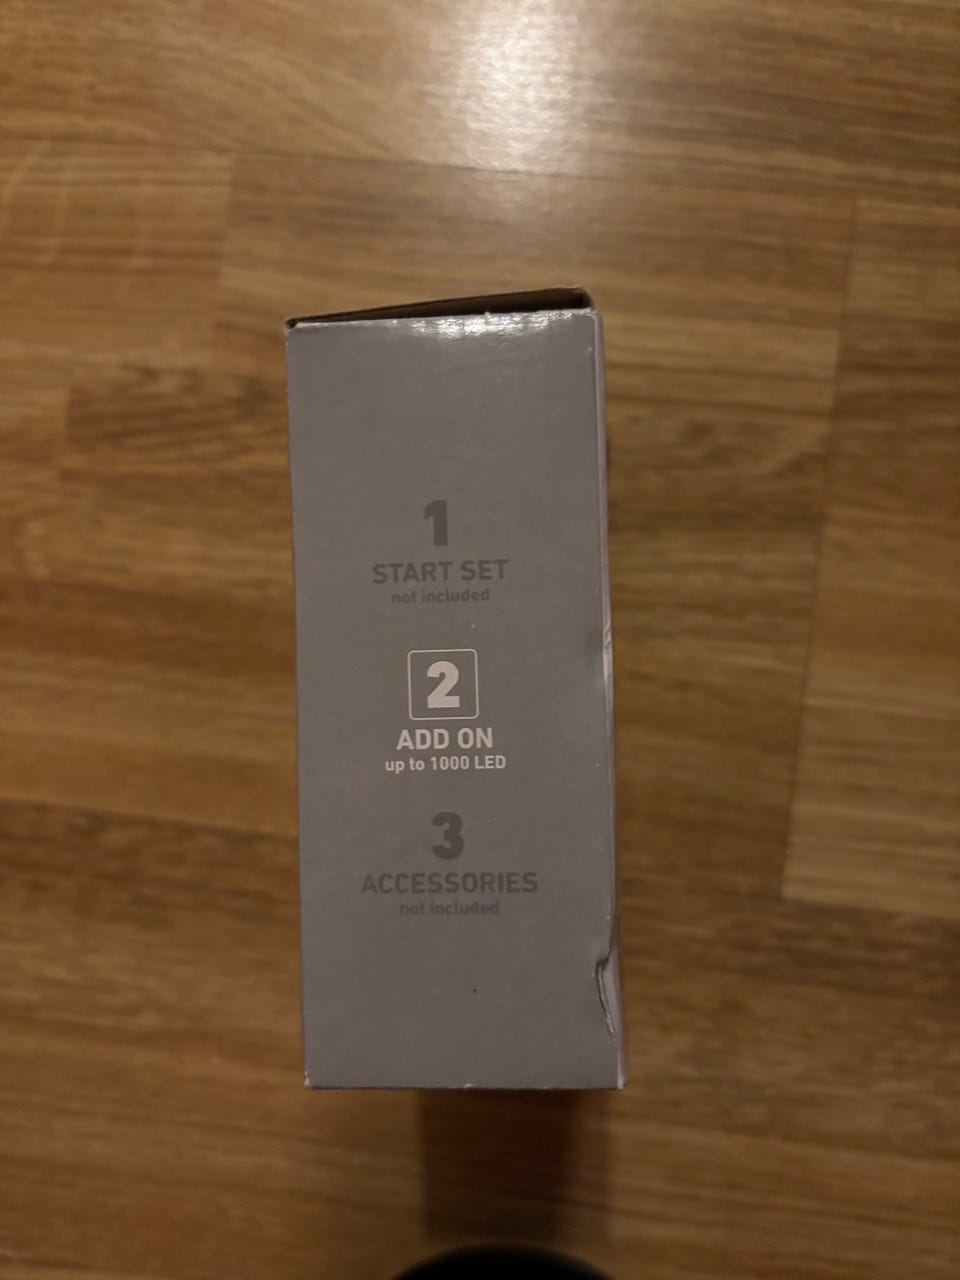 1
START SET
not included
2
ADD ON
up to 1000 LED
3
ACCESSORIES
not included